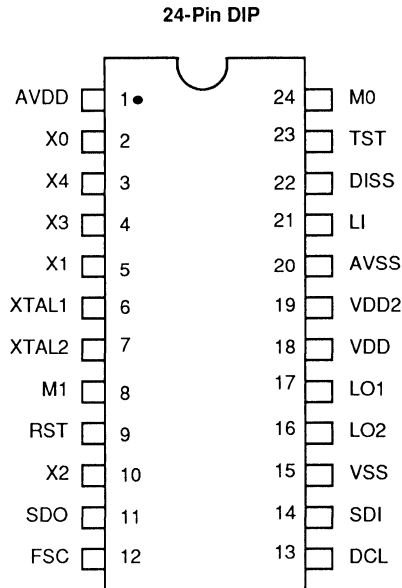 24-Pin DIP
AVDD 1 24 M0
X0 2 23 TST
X4 3 22 DISS
X3 4 21 LI
X1 5 20 AVSS
XTAL1 6 19 VDD2
XTAL2 7 18 VDD
M1 8 17 LO1
RST 9 16 LO2
X2 10 15 VSS
SDO 11 14 SDI
FSC 12 13 DCL